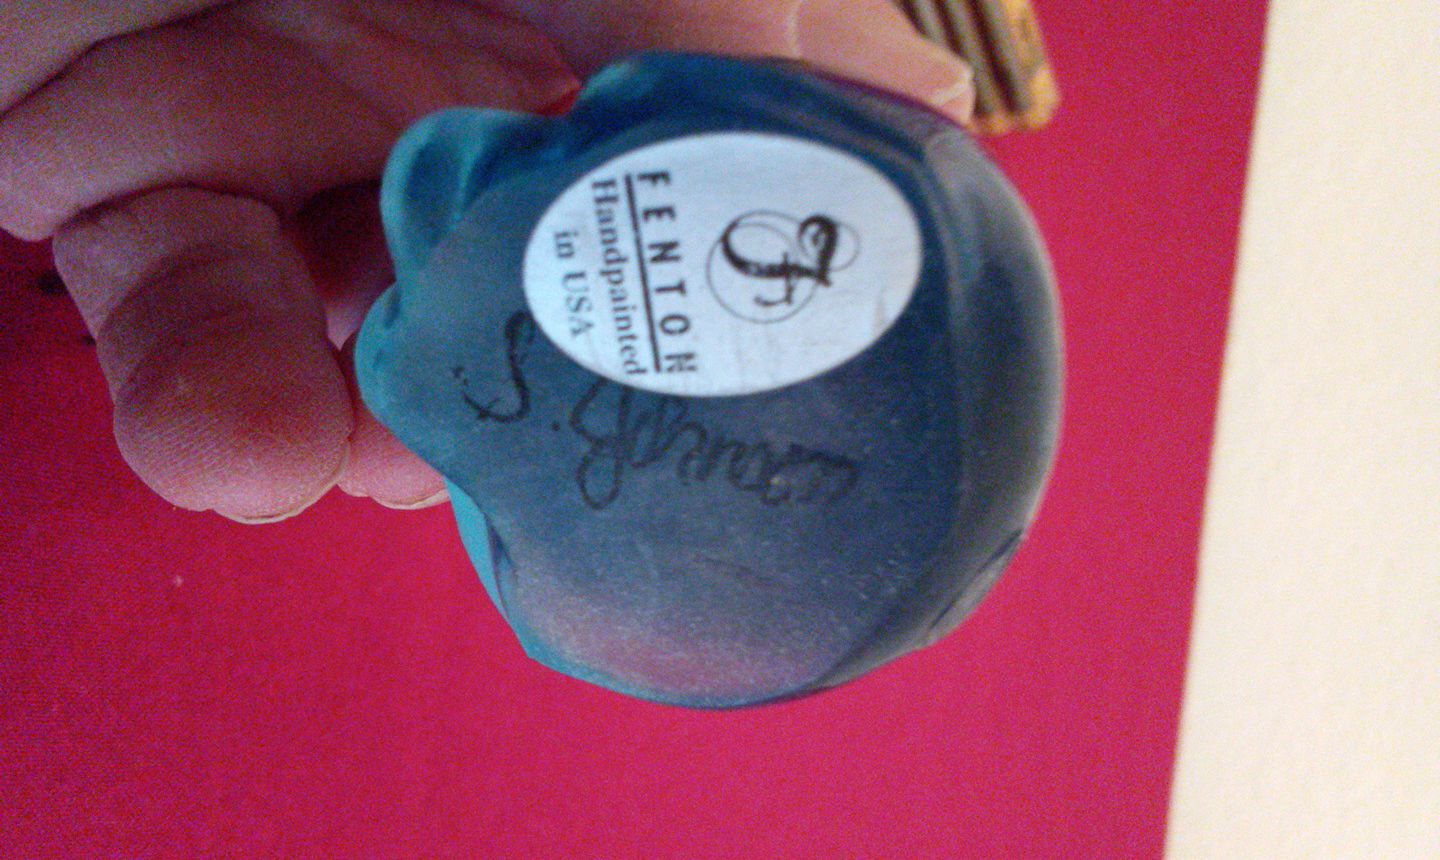 F
FENTON
Handpainted
in USA